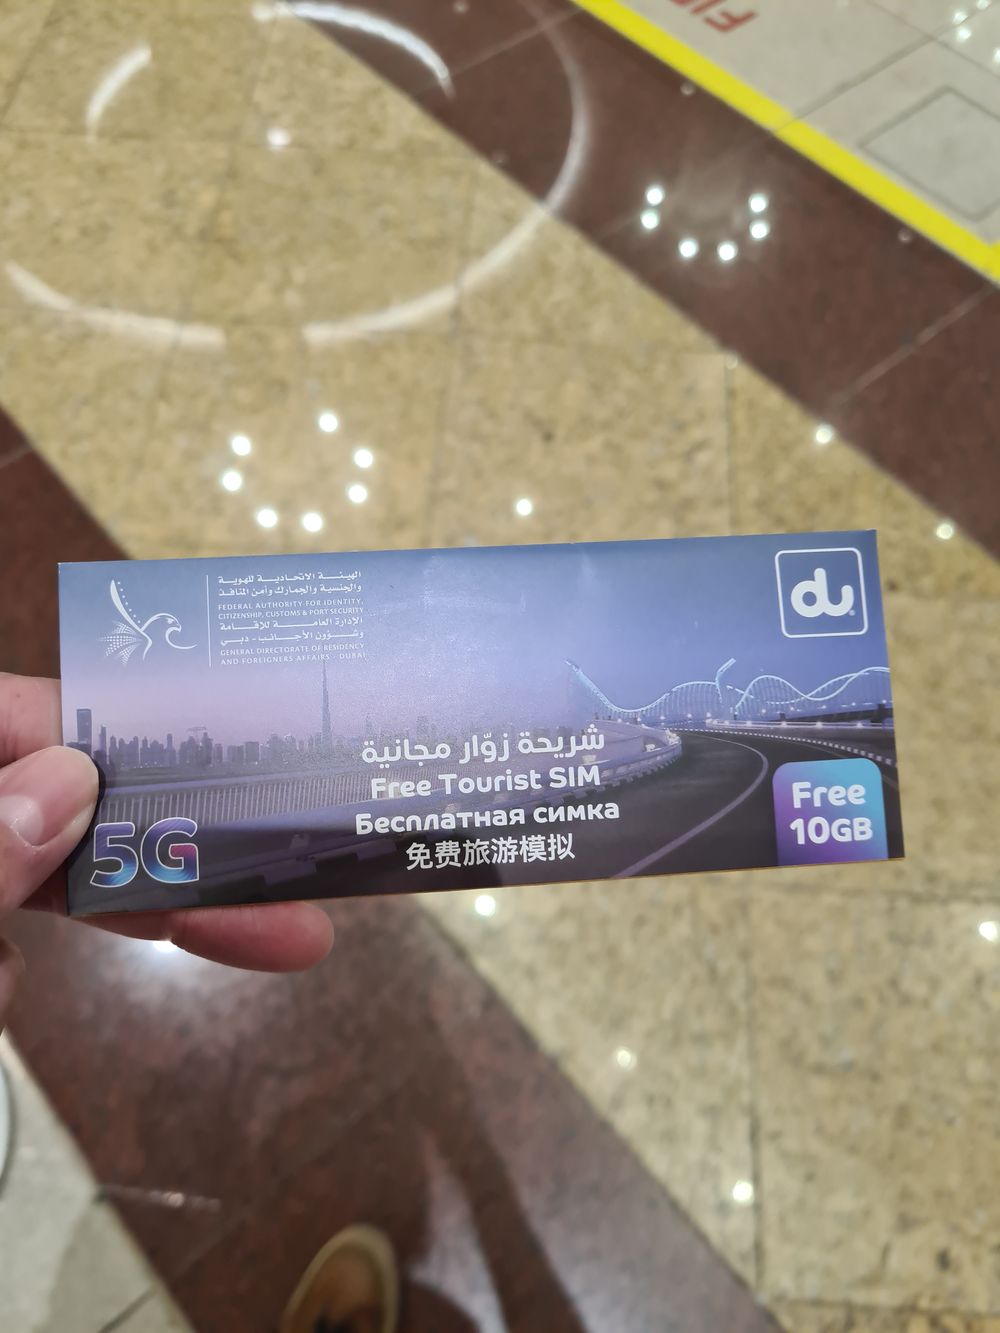 FI
الهيئة الاتحادية للهوية
والجنسية والجمارك وأمن المنافذ
FEDERAL AUTHORITY FOR IDENTITY,
CITIZENSHIP, CUSTOMS & PORT SECURITY
الإدارة العامة للإقامة
وشؤون الأجانب - دبي
GENERAL DIRECTORATE OF RESIDENCY
AND FOREIGNERS AFFAIRS - DUBAI
du
شريحة زوّار مجانية
Free Tourist SIM
Бесплатная симка
免费旅游模拟
5G
Free
10GB